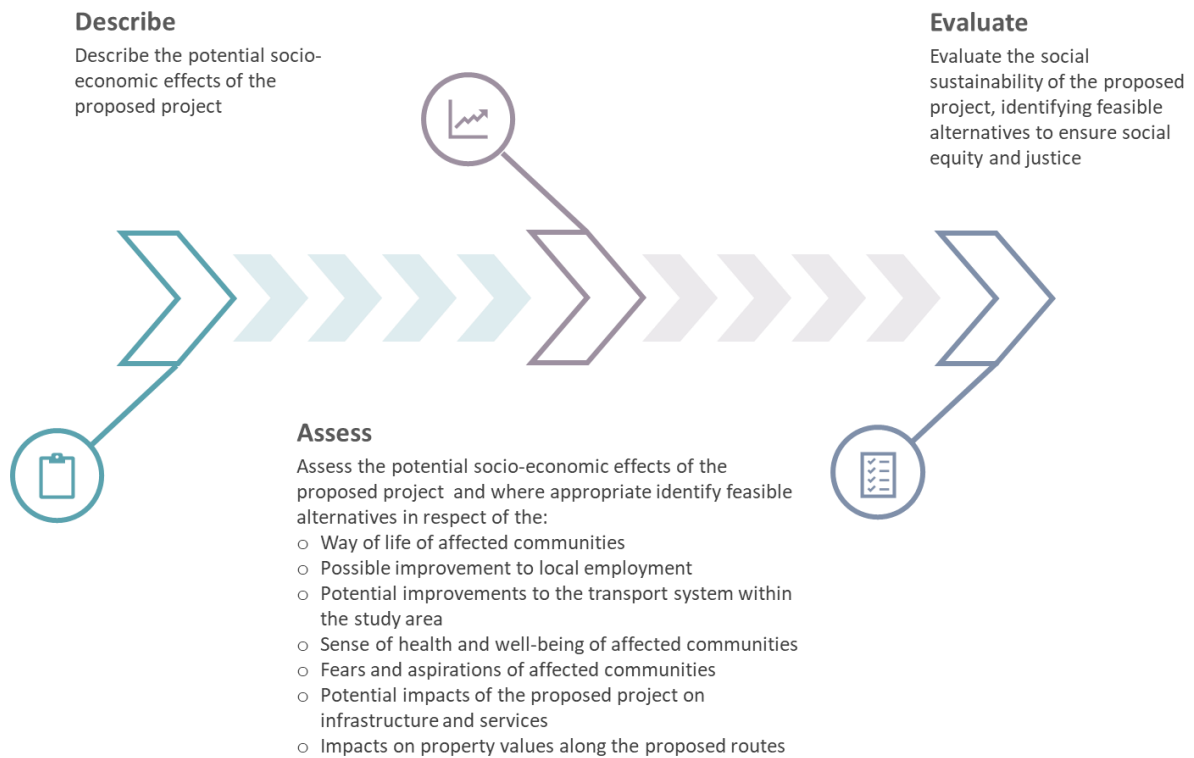 Describe
Describe the potential socio-
economic effects of the
proposed project
Evaluate
Evaluate the social
sustainability of the proposed
project, identifying feasible
alternatives to ensure social
equity and justice
Assess
Assess the potential socio-economic effects of the
proposed project and where appropriate identify feasible
alternatives in respect of the:
o Way of life of affected communities
o Possible improvement to local employment
o Potential improvements to the transport system within
the study area
o Sense of health and well-being of affected communities
o Fears and aspirations of affected communities
o Potential impacts of the proposed project on
infrastructure and services
o Impacts on property values along the proposed routes